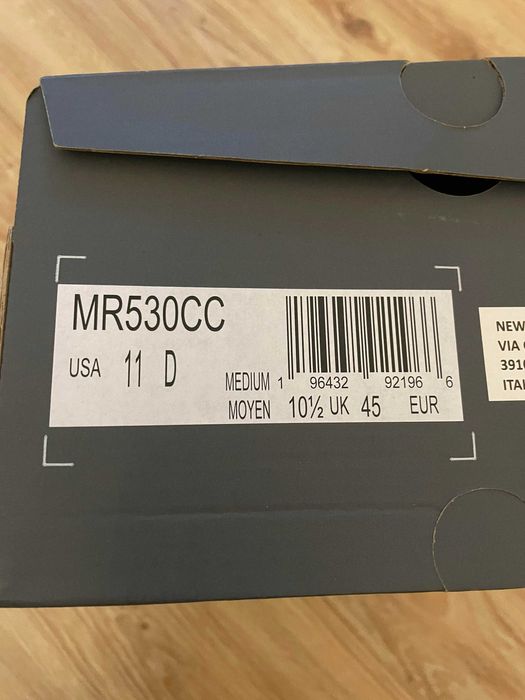 MR530CC
USA 11 D
MEDIUM 1 96432 92196 6
MOYEN 10½ UK 45 EUR
NEW
VIA
391
ITA